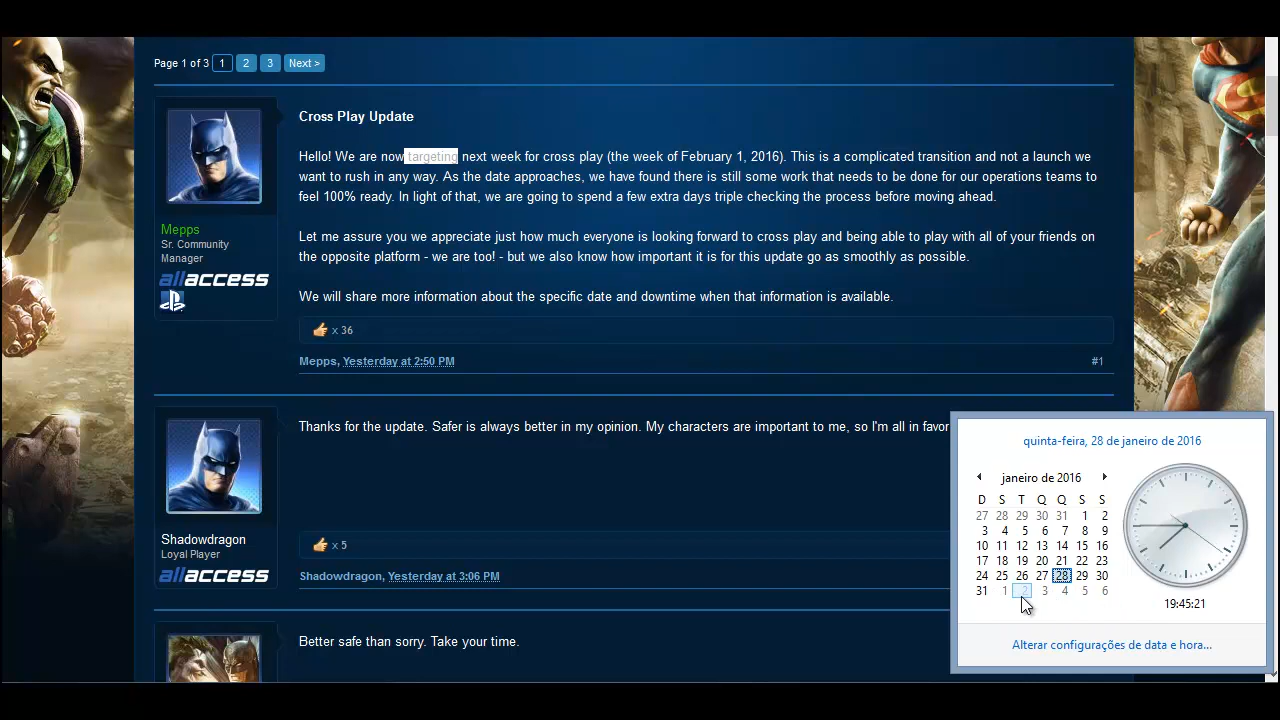 Page 1 of 3 1 2 3 Next >
Cross Play Update
Hello! We are now targeting next week for cross play (the week of February 1, 2016). This is a complicated transition and not a launch we
want to rush in any way. As the date approaches, we have found there is still some work that needs to be done for our operations teams to
feel 100% ready. In light of that, we are going to spend a few extra days triple checking the process before moving ahead.
Let me assure you we appreciate just how much everyone is looking forward to cross play and being able to play with all of your friends on
the opposite platform - we are too! - but we also know how important it is for this update go as smoothly as possible.
We will share more information about the specific date and downtime when that information is available.
Mepps
Sr. Community
Manager
allaccess
x 36
Mepps, Yesterday at 2:50 PM #1
Thanks for the update. Safer is always better in my opinion. My characters are important to me, so I'm all in favor
Shadowdragon
Loyal Player
allaccess
x 5
Shadowdragon, Yesterday at 3:06 PM
Better safe than sorry. Take your time.
quinta-feira, 28 de janeiro de 2016
janeiro de 2016
D S T Q Q S S
27 28 29 30 31 1 2
3 4 5 6 7 8 9
10 11 12 13 14 15 16
17 18 19 20 21 22 23
24 25 26 27 28 29 30
31 1 2 3 4 5 6
19:45:21
Alterar configurações de data e hora...